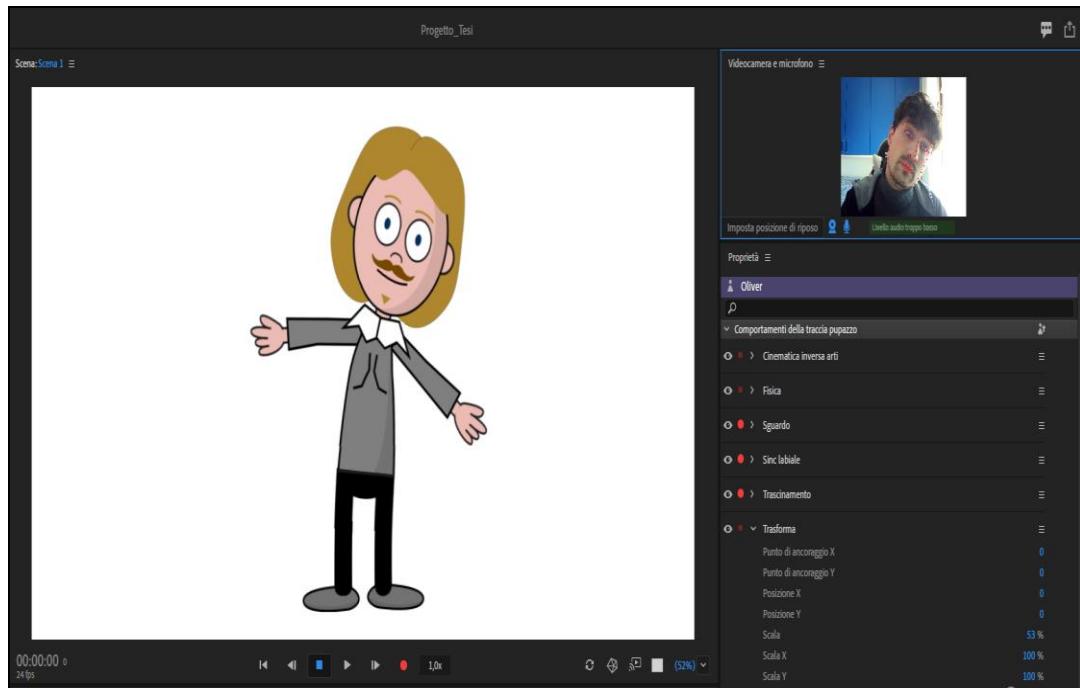 Progetto_Tesi
Scena: Scena 1
Videocamera e microfono
Imposta posizione di riposo
Livello audio troppo basso
Proprietà
Oliver
Comportamenti della traccia pupazzo
Cinematica inversa arti
Fisica
Sguardo
Sinc labiale
Trascinamento
Trasforma
Punto di ancoraggio X 0
Punto di ancoraggio Y 0
Posizione X 0
Posizione Y 0
Scala 53 %
Scala X 100 %
Scala Y 100 %
00:00:00 0
24 fps
1,0x
(52%)